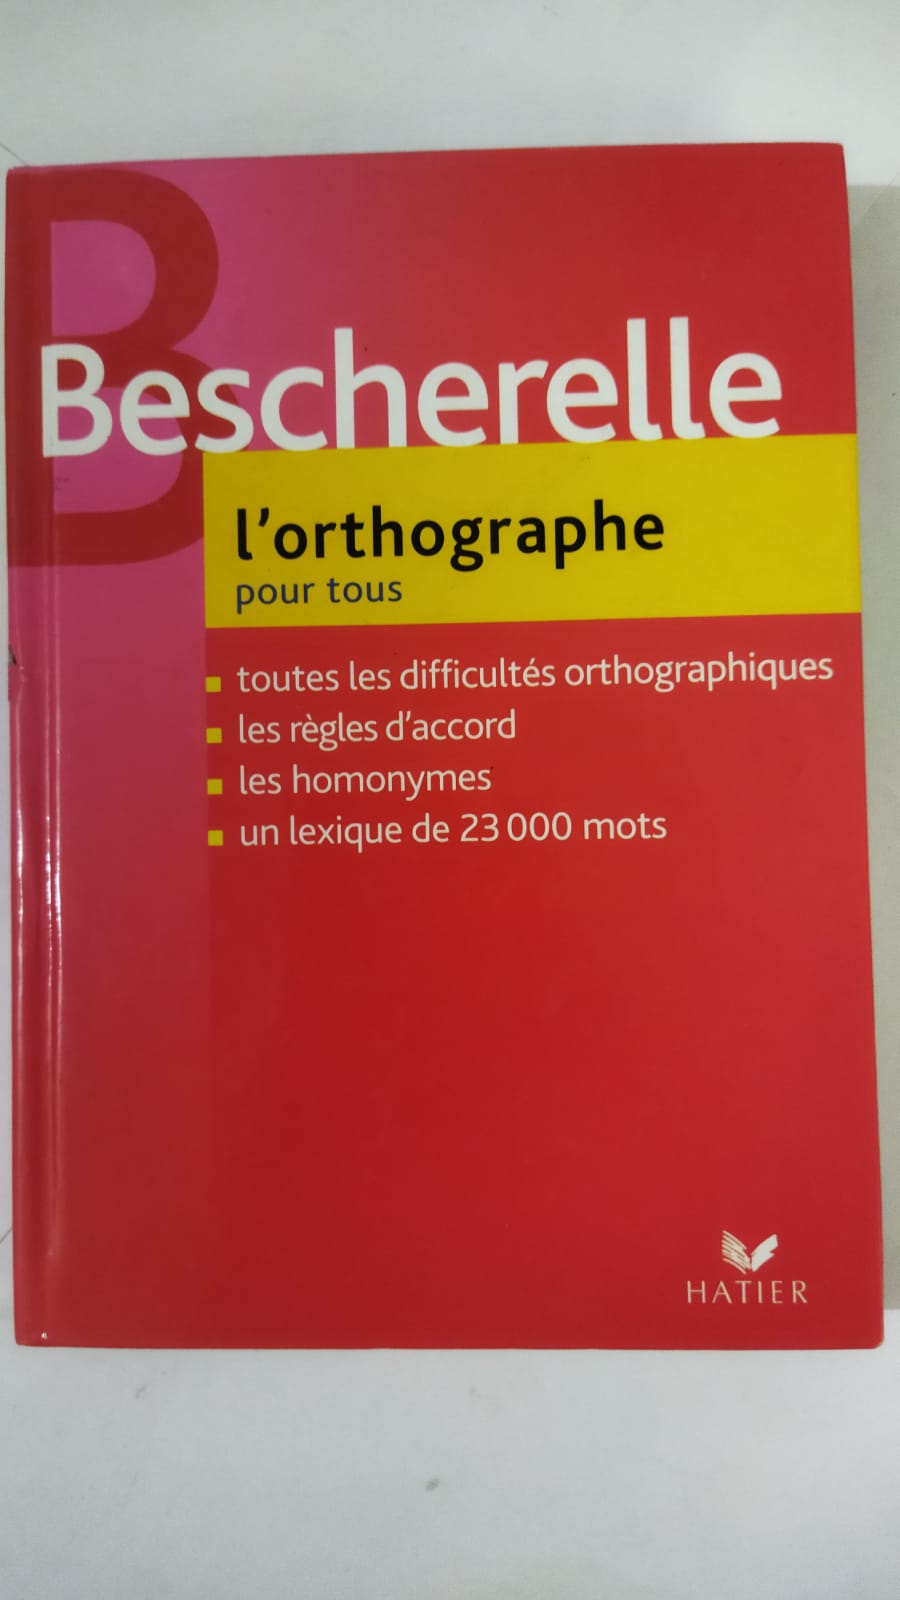 B
Bescherelle
l'orthographe
pour tous
toutes les difficultés orthographiques
les règles d'accord
les homonymes
un lexique de 23 000 mots
HATIER